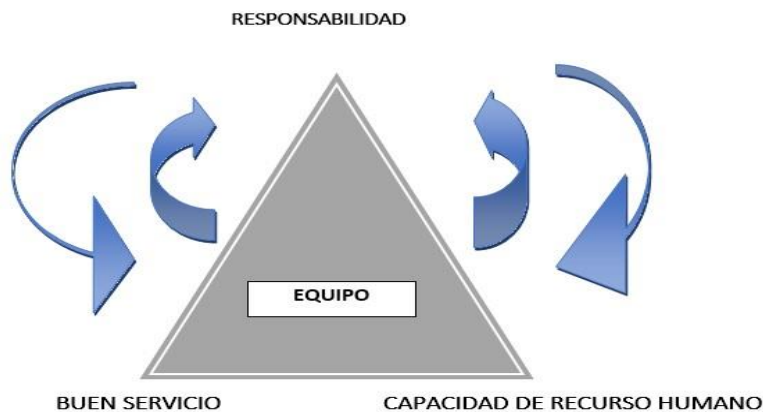 RESPONSABILIDAD
EQUIPO
BUEN SERVICIO
CAPACIDAD DE RECURSO HUMANO